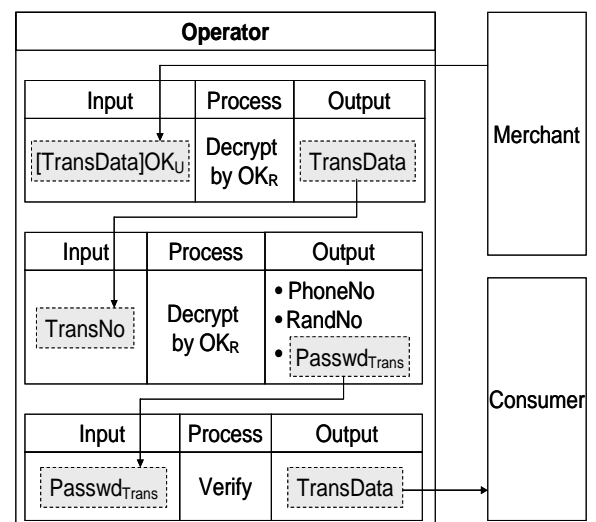 Operator
Input Process Output
[TransData]OKU Decrypt by OKR TransData
Merchant
Input Process Output
TransNo Decrypt by OKR
• PhoneNo
• RandNo
• PasswdTrans
Consumer
Input Process Output
PasswdTrans Verify TransData